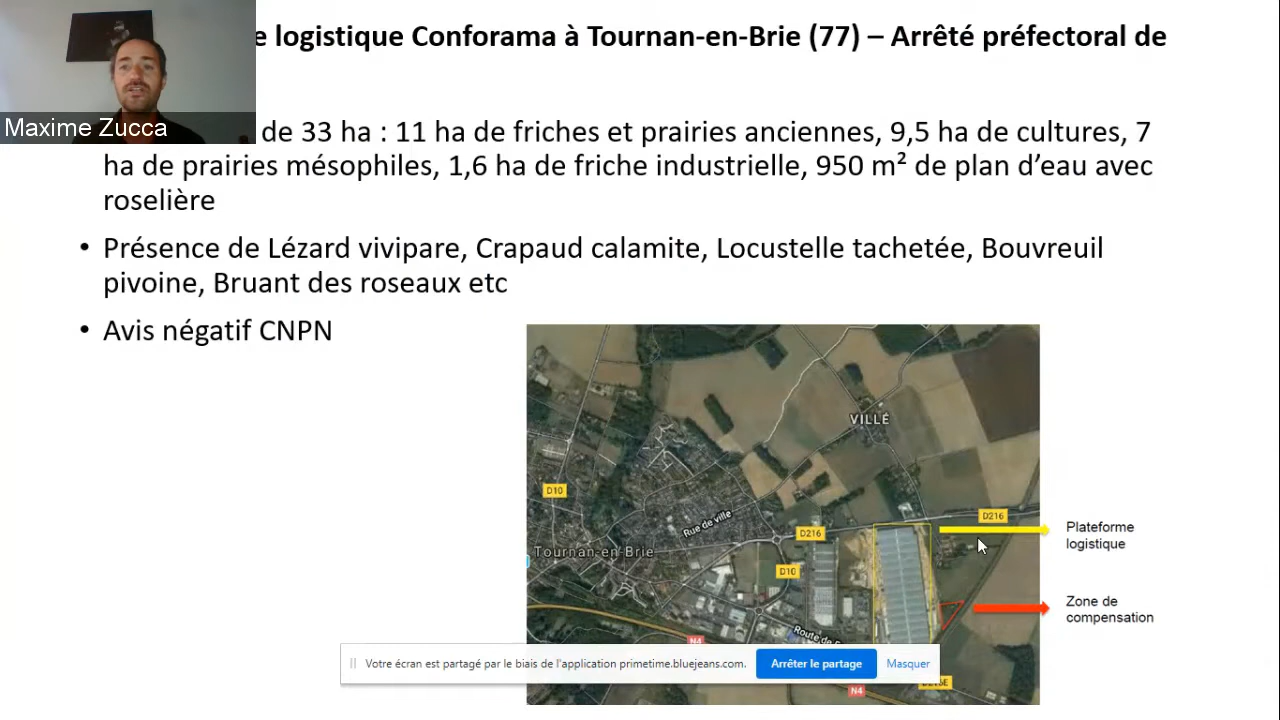 e logistique Conforama à Tournan-en-Brie (77) – Arrêté préfectoral de
Maxime Zucca
de 33 ha : 11 ha de friches et prairies anciennes, 9,5 ha de cultures, 7
ha de prairies mésophiles, 1,6 ha de friche industrielle, 950 m² de plan d’eau avec
roselière
• Présence de Lézard vivipare, Crapaud calamite, Locustelle tachetée, Bouvreuil
pivoine, Bruant des roseaux etc
• Avis négatif CNPN
VILLÉ
D10
Rue de ville
D216
D216
Plateforme
logistique
Tournan-en-Brie
D10
Zone de
compensation
Route de
N4
Votre écran est partagé par le biais de l'application primetime.bluejeans.com.
Arrêter le partage
Masquer
N4